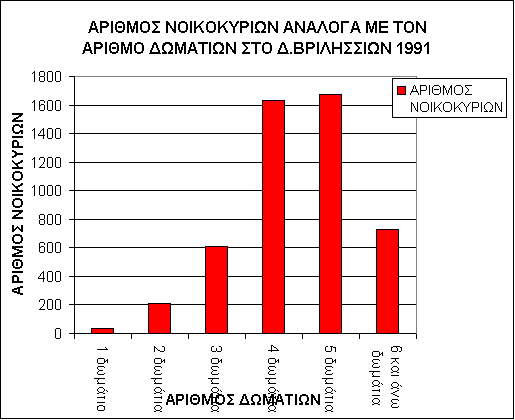 ΑΡΙΘΜΟΣ ΝΟΙΚΟΚΥΡΙΩΝ ΑΝΑΛΟΓΑ ΜΕ ΤΟΝ
ΑΡΙΘΜΟ ΔΩΜΑΤΙΩΝ ΣΤΟ Δ.ΒΡΙΛΗΣΣΙΩΝ 1991
ΑΡΙΘΜΟΣ ΝΟΙΚΟΚΥΡΙΩΝ
1800
1600
1400
1200
1000
800
600
400
200
0
ΑΡΙΘΜΟΣ
ΝΟΙΚΟΚΥΡΙΩΝ
1 δωμάτιο
2 δωμάτια
3 δωμάτια
4 δωμάτια
5 δωμάτια
6 και άνω
δωμάτια
ΑΡΙΘΜΟΣ ΔΩΜΑΤΙΩΝ